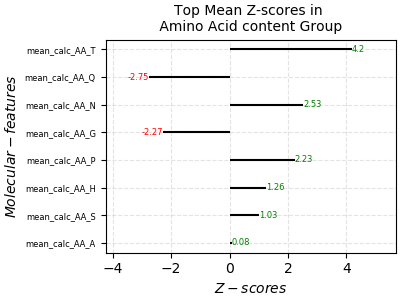 Top Mean Z-scores in
Amino Acid content Group
mean_calc_AA_T
4.2
mean_calc_AA_Q
-2.75
mean_calc_AA_N
2.53
mean_calc_AA_G
-2.27
mean_calc_AA_P
2.23
mean_calc_AA_H
1.26
mean_calc_AA_S
1.03
mean_calc_AA_A
0.08
Molecular − features
−4 −2 0 2 4
Z − scores